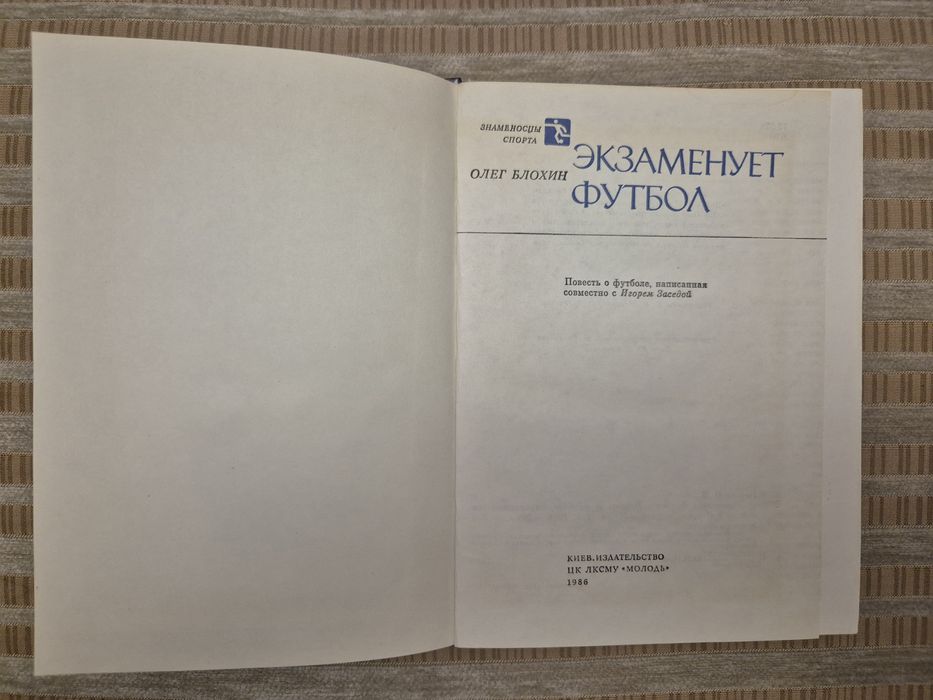 ЗНАМЕНОСЦЫ
СПОРТА
ОЛЕГ БЛОХИН
ЭКЗАМЕНУЕТ
ФУТБОЛ
Повесть о футболе, написанная
совместно с Игорем Заседой
КИЕВ. ИЗДАТЕЛЬСТВО
ЦК ЛКСМУ «МОЛОДЬ»
1986